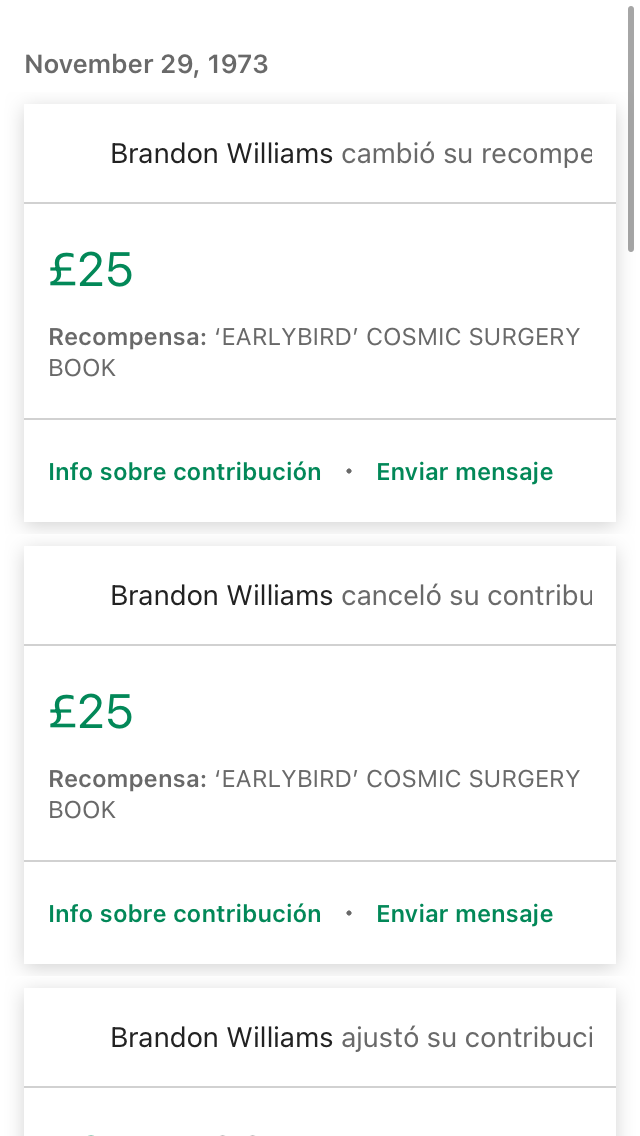 November 29, 1973
Brandon Williams cambió su recompe
£25
Recompensa: ‘EARLYBIRD’ COSMIC SURGERY
BOOK
Info sobre contribución • Enviar mensaje
Brandon Williams canceló su contribu
£25
Recompensa: ‘EARLYBIRD’ COSMIC SURGERY
BOOK
Info sobre contribución • Enviar mensaje
Brandon Williams ajustó su contribuci